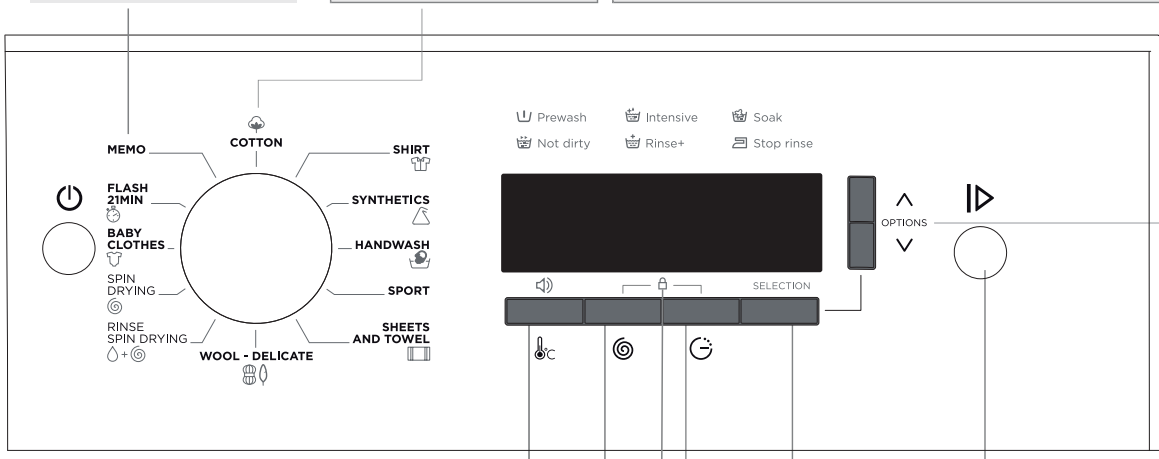 Prewash
Intensive
Soak
Not dirty
Rinse+
Stop rinse
MEMO
COTTON
SHIRT
FLASH
21MIN
SYNTHETICS
BABY
CLOTHES
HANDWASH
SPIN
DRYING
SPORT
RINSE
SPIN DRYING
+
SHEETS
AND TOWEL
WOOL - DELICATE
OPTIONS
SELECTION
°C